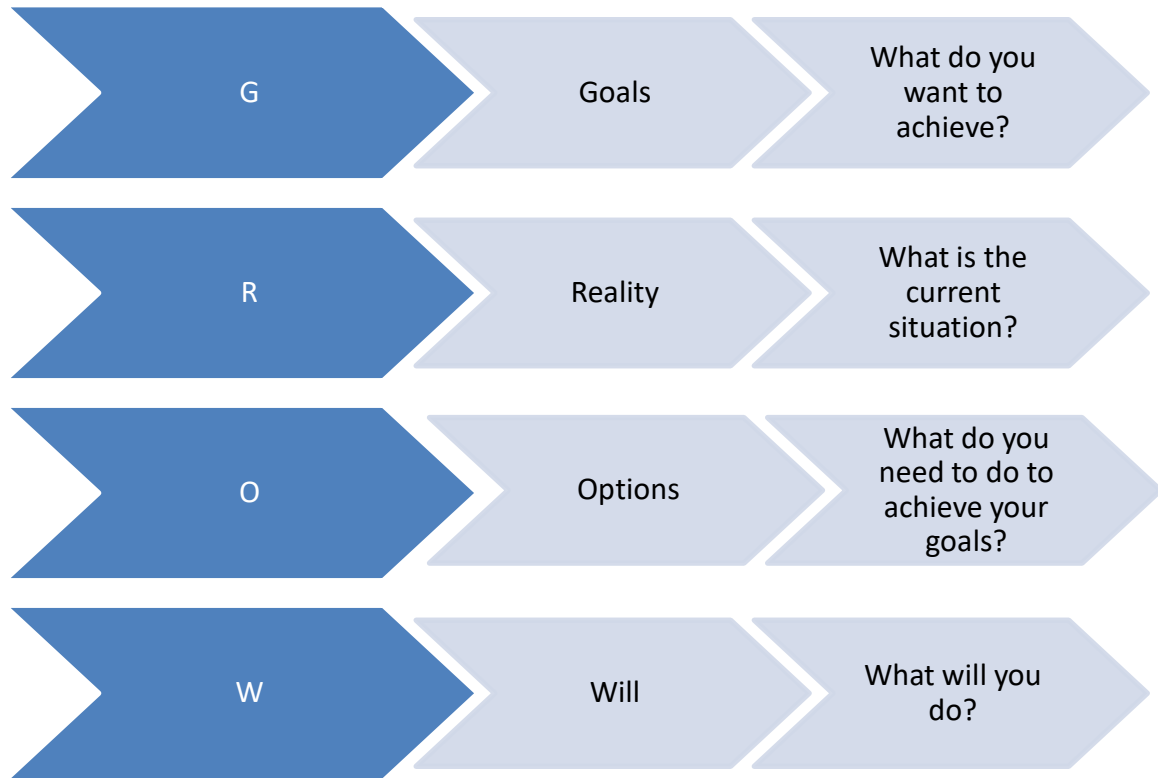 G
Goals
What do you
want to
achieve?
R
Reality
What is the
current
situation?
O
Options
What do you
need to do to
achieve your
goals?
W
Will
What will you
do?